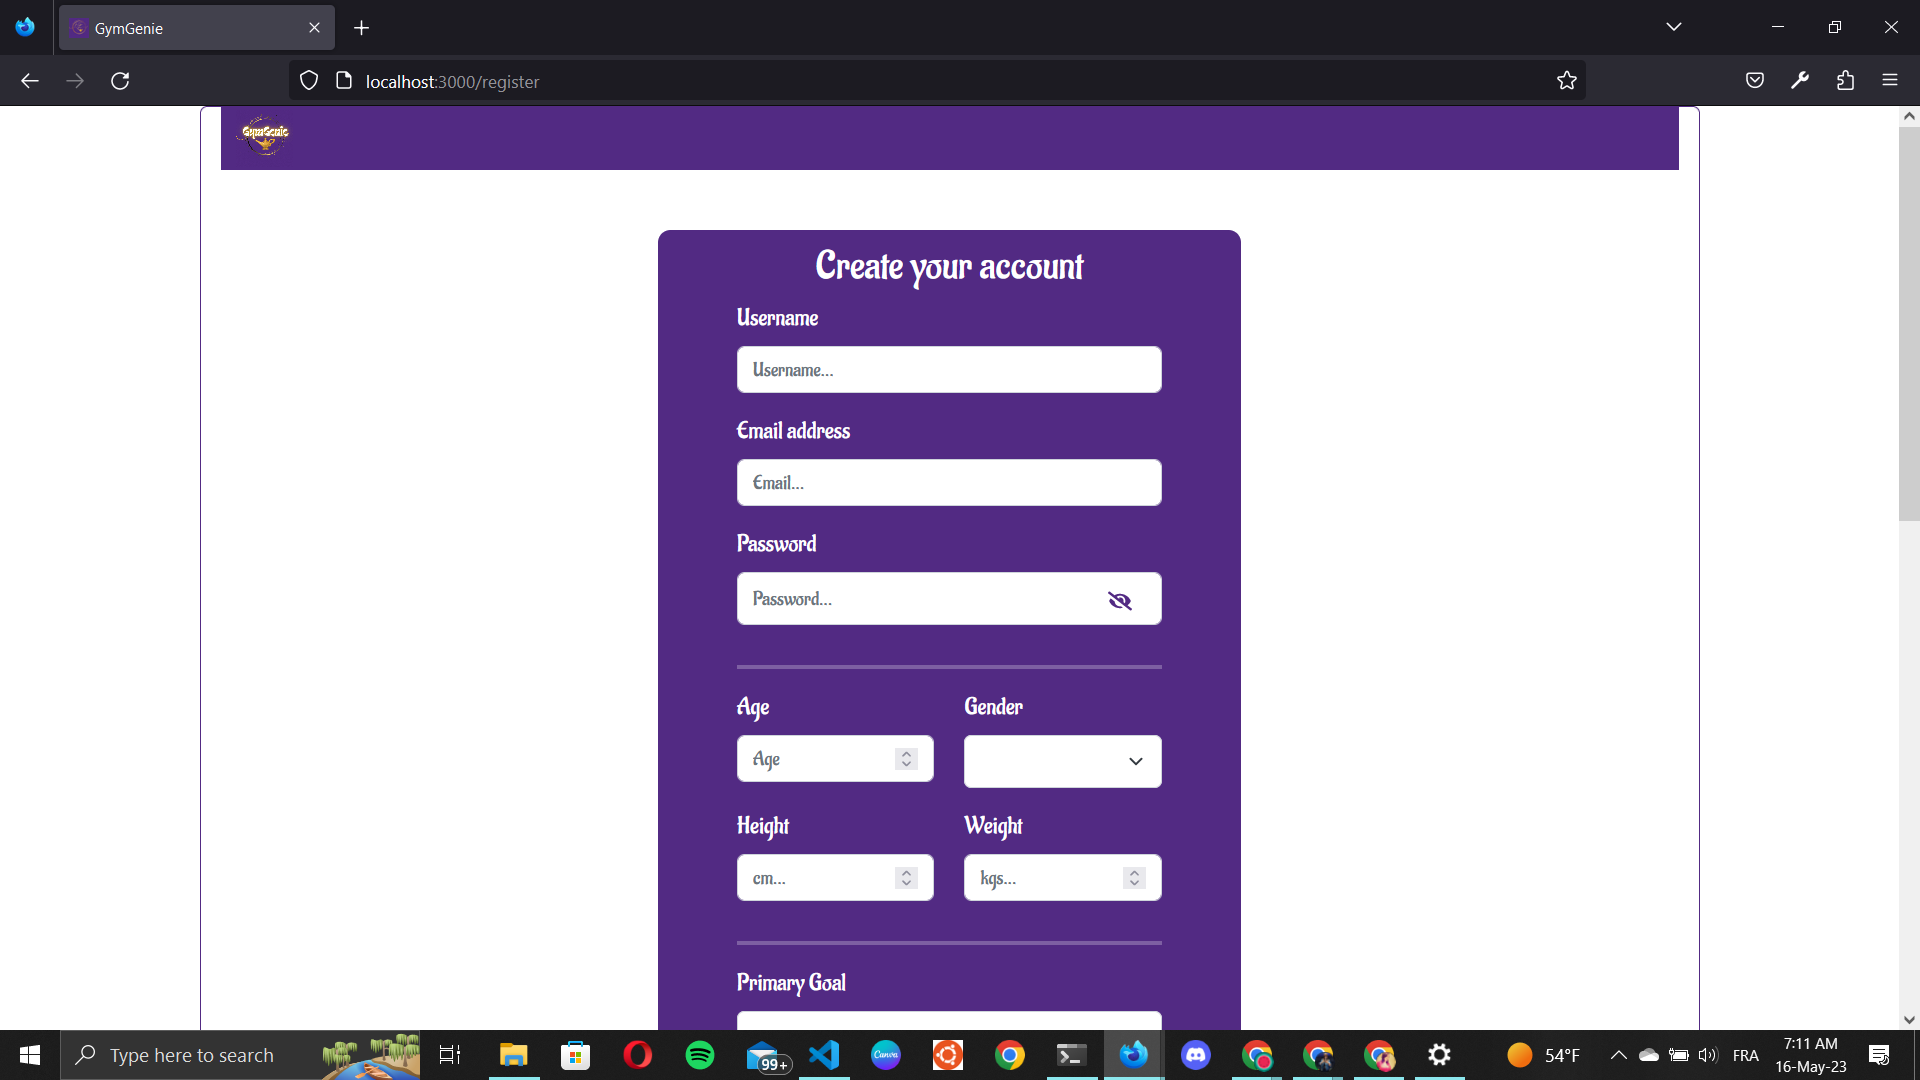 GymGenie
localhost:3000/register
GymGenie
Create your account
Username
Username...
Email address
Email...
Password
Password...
Age
Gender
Age
Height
Weight
cm...
kgs...
Primary Goal
Type here to search
99+
Canva
54°F
FRA
7:11 AM
16-May-23